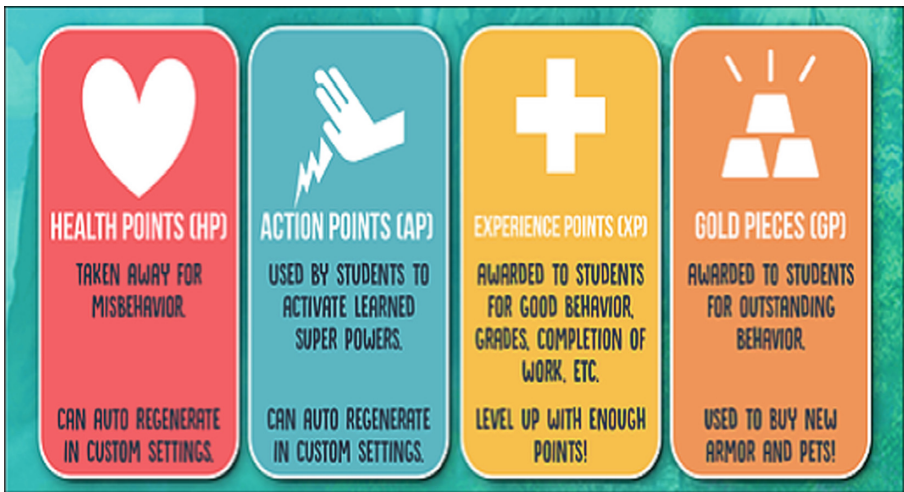 HEALTH POINTS (HP)
TAKEN AWAY FOR
MISBEHAVIOR.
CAN AUTO REGENERATE
IN CUSTOM SETTINGS.
ACTION POINTS (AP)
USED BY STUDENTS TO
ACTIVATE LEARNED
SUPER POWERS.
CAN AUTO REGENERATE
IN CUSTOM SETTINGS.
EXPERIENCE POINTS (XP)
AWARDED TO STUDENTS
FOR GOOD BEHAVIOR,
GRADES, COMPLETION OF
WORK, ETC.
LEVEL UP WITH ENOUGH
POINTS!
GOLD PIECES (GP)
AWARDED TO STUDENTS
FOR OUTSTANDING
BEHAVIOR.
USED TO BUY NEW
ARMOR AND PETS!